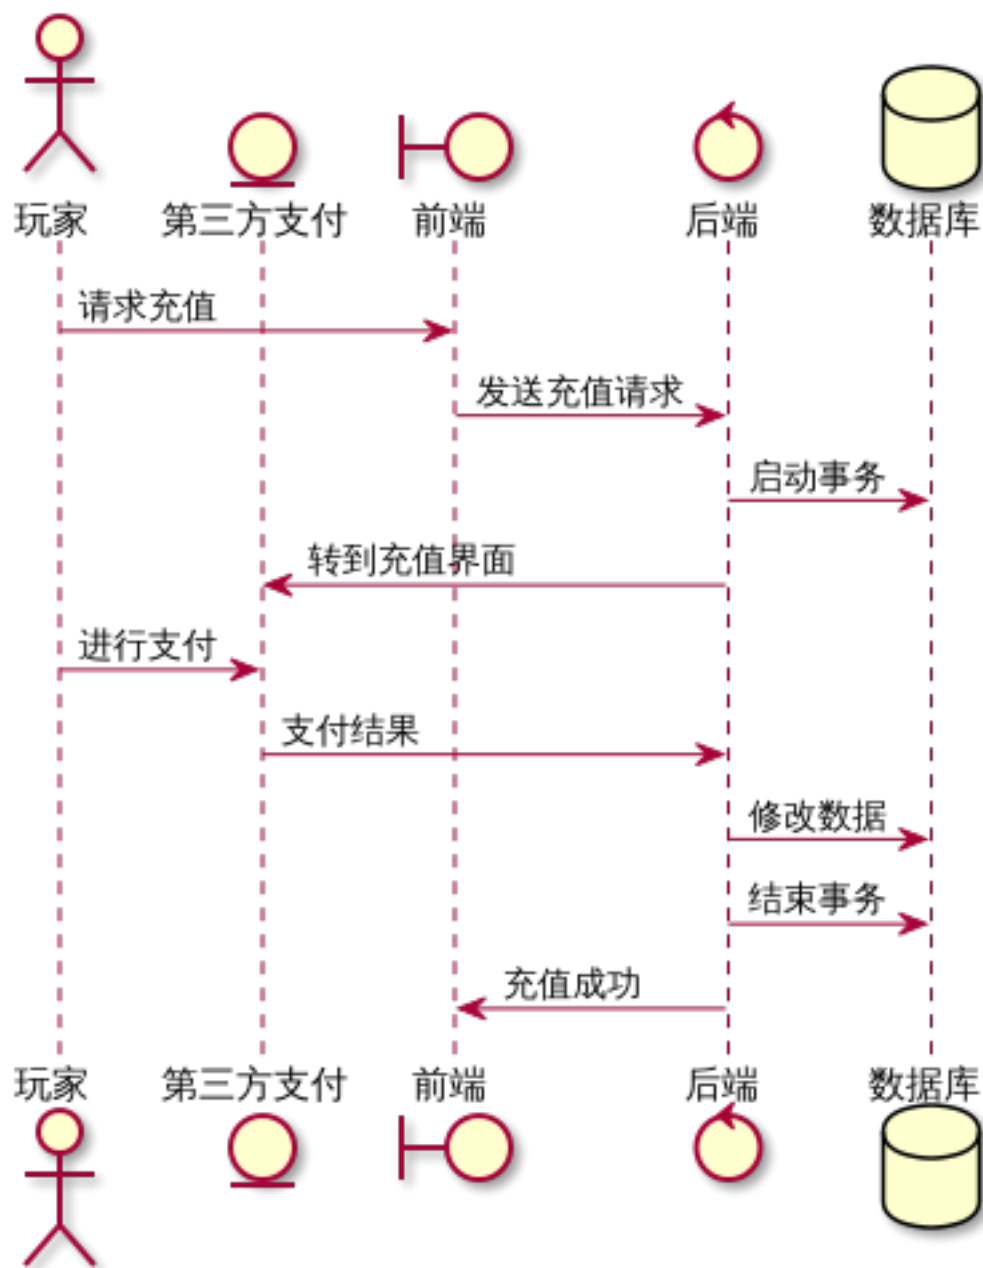 玩家 第三方支付 前端 后端 数据库
请求充值
发送充值请求
启动事务
转到充值界面
进行支付
支付结果
修改数据
结束事务
充值成功
玩家 第三方支付 前端 后端 数据库